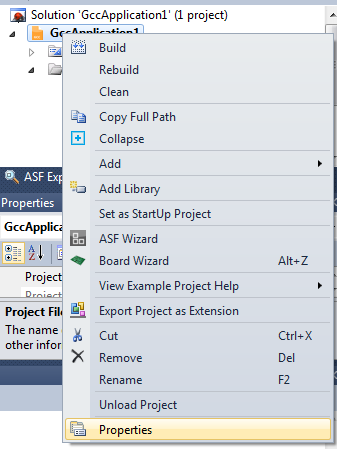 Solution 'GccApplication1' (1 project)
GccApplication1
Build
Rebuild
Clean
Copy Full Path
Collapse
Add
Add Library
Set as StartUp Project
ASF Wizard
Board Wizard Alt+Z
View Example Project Help
Export Project as Extension
Cut Ctrl+X
Remove Del
Rename F2
Unload Project
Properties
ASF Exp
Properties
GccApplica
Project
Project
Project File
The name
other infor